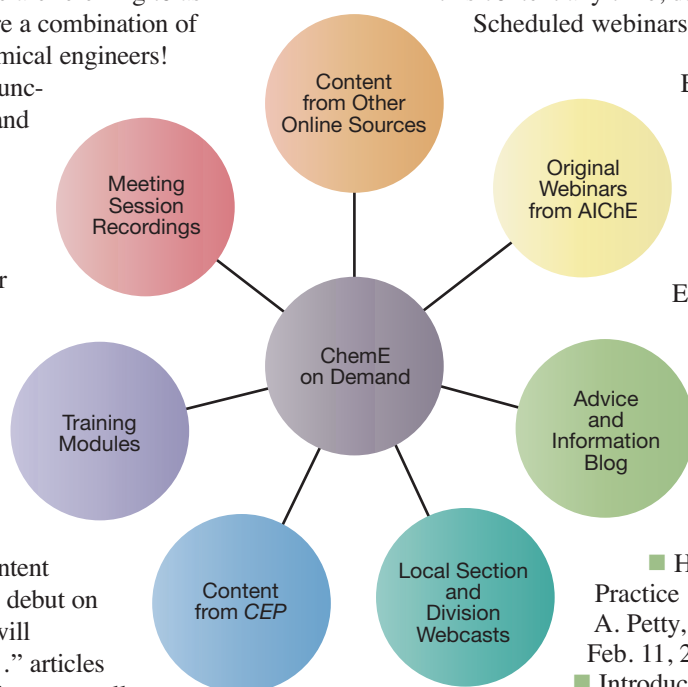 re a combination of
mical engineers!
unc-
and
r
ntent
debut on
will
.” articles
Scheduled webinars
E
E
Content
from Other
Online Sources
Original
Webinars
from AIChE
Meeting
Session
Recordings
ChemE
on Demand
Training
Modules
Advice
and
Information
Blog
Content
from CEP
Local Section
and
Division
Webcasts
■ H
Practice
A. Petty,
Feb. 11, 2
■ Introduc